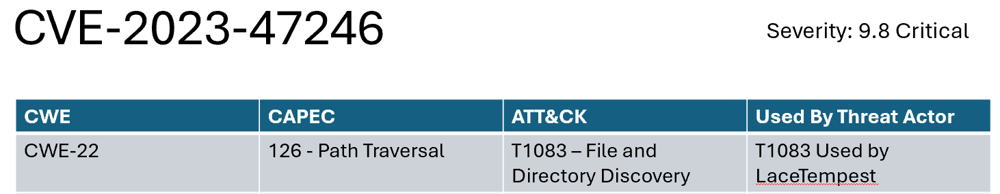 CVE-2023-47246
Severity: 9.8 Critical
CWE
CAPEC
ATT&CK
Used By Threat Actor
CWE-22
126 - Path Traversal
T1083 – File and
Directory Discovery
T1083 Used by
LaceTempest